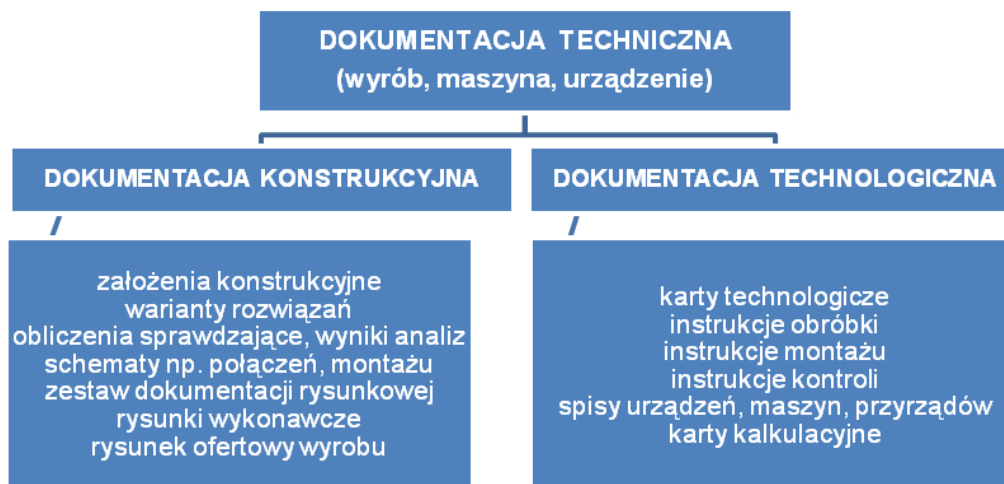 DOKUMENTACJA TECHNICZNA
(wyrób, maszyna, urządzenie)
DOKUMENTACJA KONSTRUKCYJNA
założenia konstrukcyjne
warianty rozwiązań
obliczenia sprawdzające, wyniki analiz
schematy np. połączeń, montażu
zestaw dokumentacji rysunkowej
rysunki wykonawcze
rysunek ofertowy wyrobu
DOKUMENTACJA TECHNOLOGICZNA
karty technologicze
instrukcje obróbki
instrukcje montażu
instrukcje kontroli
spisy urządzeń, maszyn, przyrządów
karty kalkulacyjne